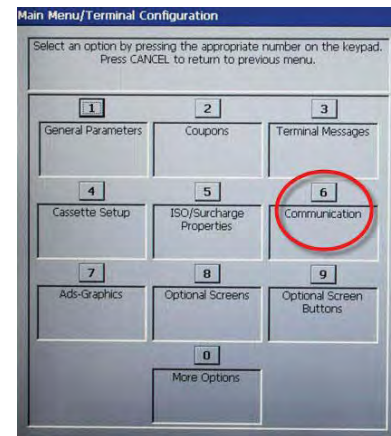 Main Menu/Terminal Configuration
Select an option by pressing the appropriate number on the keypad.
Press CANCEL to return to previous menu.
1 2 3
General Parameters Coupons Terminal Messages
4 5 6
Cassette Setup ISO/Surcharge Communication
Properties
7 8 9
Ads-Graphics Optional Screens Optional Screen
Buttons
0
More Options